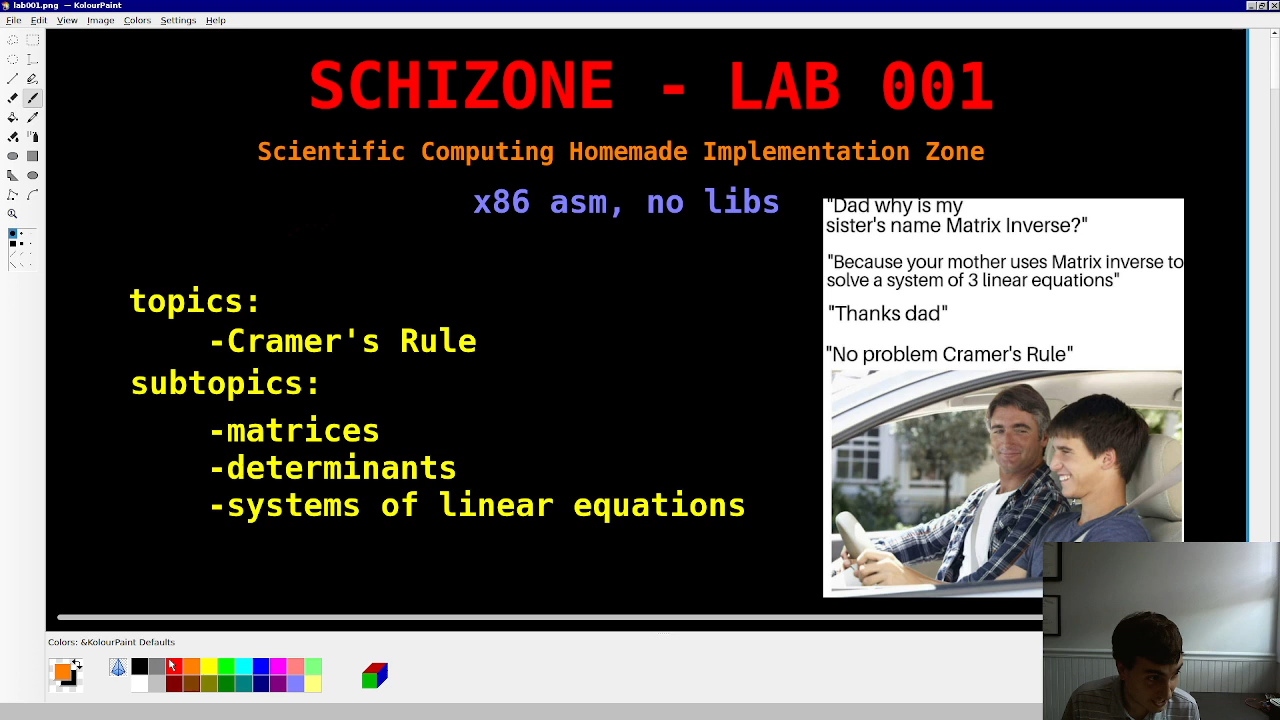 lab001.png — KolourPaint
File Edit View Image Colors Settings Help
SCHIZONE - LAB 001
Scientific Computing Homemade Implementation Zone
x86 asm, no libs
"Dad why is my
sister's name Matrix Inverse?"
"Because your mother uses Matrix inverse to
solve a system of 3 linear equations"
"Thanks dad"
"No problem Cramer's Rule"
topics:
-Cramer's Rule
subtopics:
-matrices
-determinants
-systems of linear equations
Colors: &KolourPaint Defaults